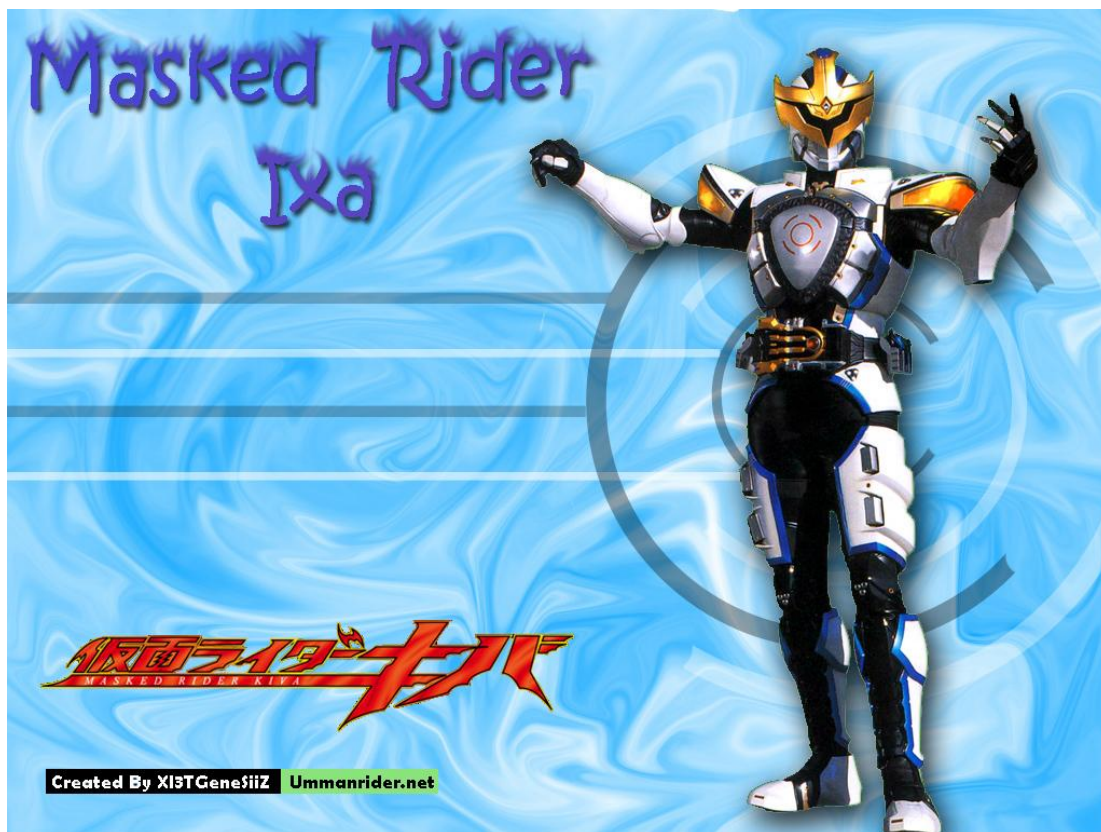 Masked Rider
Ixa
仮面ライダーキバ
MASKED RIDER KIVA
Created By XI3TGeneSiiZ Ummanrider.net